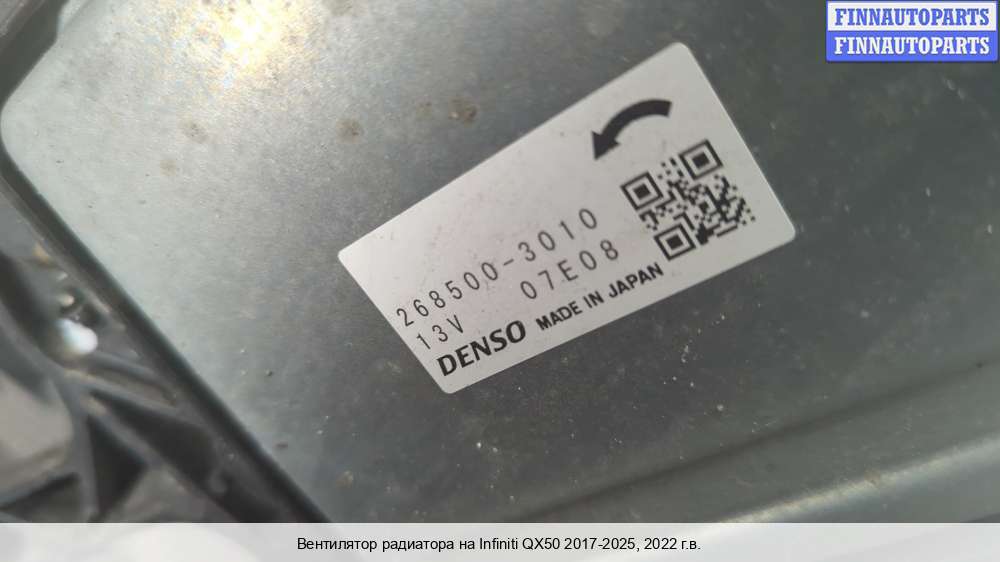 FINNAUTOPARTS
FINNAUTOPARTS
268500-3010
13V 07E08
DENSO MADE IN JAPAN
Вентилятор радиатора на Infiniti QX50 2017-2025, 2022 г.в.